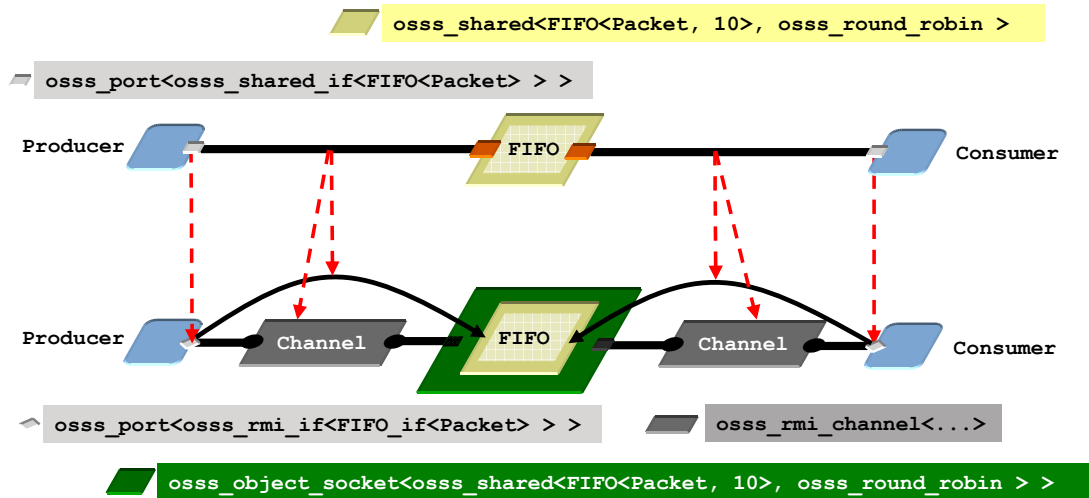 osss_shared<FIFO<Packet, 10>, osss_round_robin >
osss_port<osss_shared_if<FIFO<Packet> > >
Producer
FIFO
Consumer
Producer
Channel
FIFO
Channel
Consumer
osss_port<osss_rmi_if<FIFO_if<Packet> > >
osss_rmi_channel<...>
osss_object_socket<osss_shared<FIFO<Packet, 10>, osss_round_robin > >